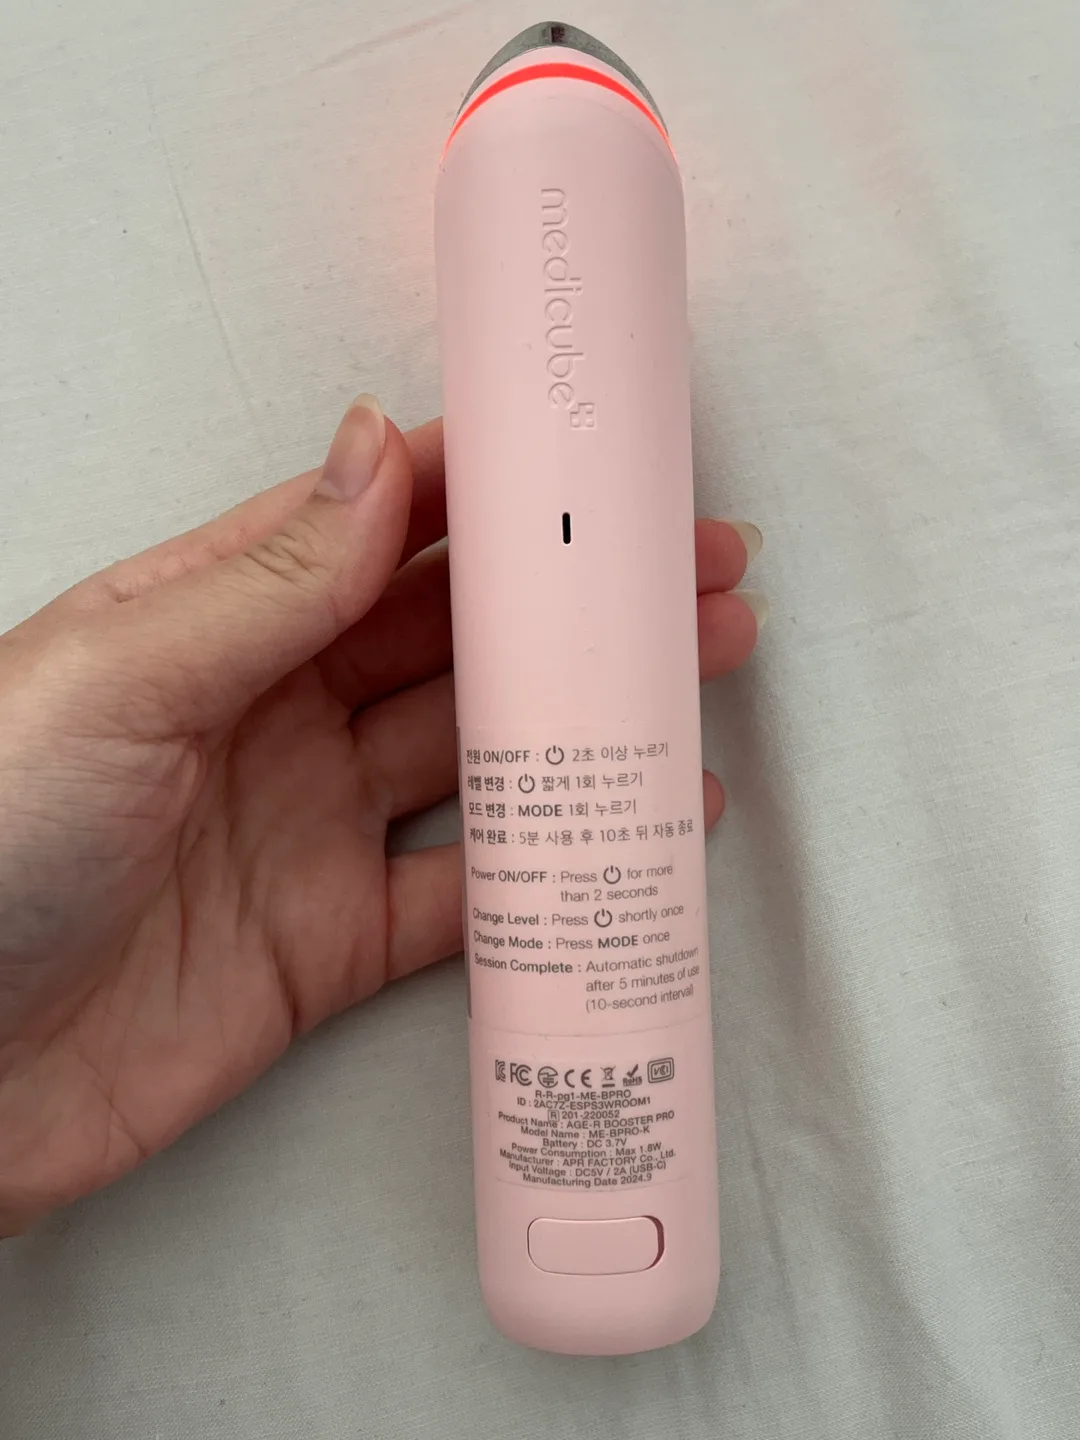 medicube
전원 ON/OFF : 2초 이상 누르기
레벨 변경 : 짧게 1회 누르기
모드 변경 : MODE 1회 누르기
케어 완료 : 5분 사용 후 10초 뒤 자동 종료
Power ON/OFF : Press for more
than 2 seconds
Change Level : Press shortly once
Change Mode : Press MODE once
Session Complete : Automatic shutdown
after 5 minutes of use
(10-second interval)
FC CE RoHS VCI
R-R-pg1-ME-BPRO
ID : 2AC7Z-ESPS3WROOM1
R 201-220052
Product Name : AGE-R BOOSTER PRO
Model Name : ME-BPRO-K
Battery : DC 3.7V
Power Consumption : Max 1.8W
Manufacturer : APR FACTORY Co., Ltd.
Input Voltage : DC5V / 2A (USB-C)
Manufacturing Date 2024.9